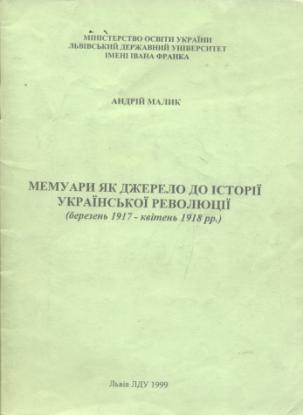 МІНІСТЕРСТВО ОСВІТИ УКРАЇНИ
ЛЬВІВСЬКИЙ ДЕРЖАВНИЙ УНІВЕРСИТЕТ
ІМЕНІ ІВАНА ФРАНКА
АНДРІЙ МАЛИК
МЕМУАРИ ЯК ДЖЕРЕЛО ДО ІСТОРІЇ
УКРАЇНСЬКОЇ РЕВОЛЮЦІЇ
(березень 1917 - квітень 1918 рр.)
Львів ЛДУ 1999